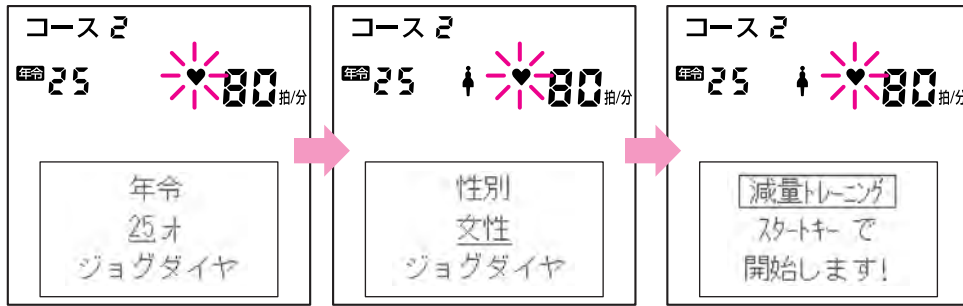 コース 2
年令 25 ♥ 80 拍/分
年令
25才
ジョグダイヤ
コース 2
年令 25 ♥ 80 拍/分
性別
女性
ジョグダイヤ
コース 2
年令 25 ♥ 80 拍/分
減量トレーニング
スタートキー で
開始します!